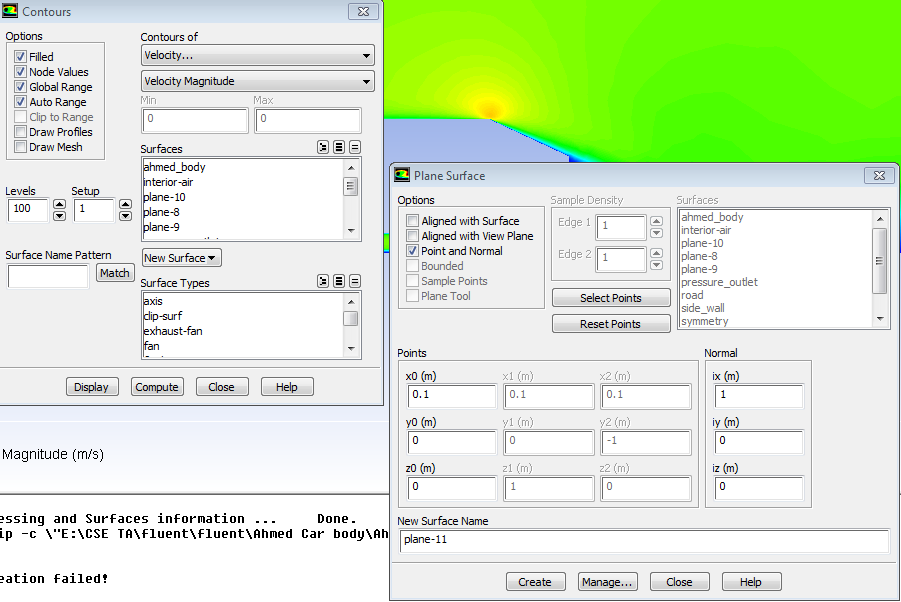 Contours
Options
Filled
Node Values
Global Range
Auto Range
Clip to Range
Draw Profiles
Draw Mesh
Levels
Setup
100
1
Surface Name Pattern
Match
Contours of
Velocity...
Velocity Magnitude
Min
Max
0
0
Surfaces
ahmed_body
interior-air
plane-10
plane-8
plane-9
New Surface
Surface Types
axis
clip-surf
exhaust-fan
fan
Display
Compute
Close
Help
Magnitude (m/s)
essing and Surfaces information ... Done.
ip -c \"E:\CSE TA\fluent\fluent\Ahmed Car body\Ah
eation failed!
Plane Surface
Options
Aligned with Surface
Aligned with View Plane
Point and Normal
Bounded
Sample Points
Plane Tool
Sample Density
Edge 1
1
Edge 2
1
Select Points
Reset Points
Surfaces
ahmed_body
interior-air
plane-10
plane-8
plane-9
pressure_outlet
road
side_wall
symmetry
Points
x0 (m)
x1 (m)
x2 (m)
0.1
0.1
0.1
y0 (m)
y1 (m)
y2 (m)
0
0
-1
z0 (m)
z1 (m)
z2 (m)
0
1
0
Normal
ix (m)
1
iy (m)
0
iz (m)
0
New Surface Name
plane-11
Create
Manage...
Close
Help